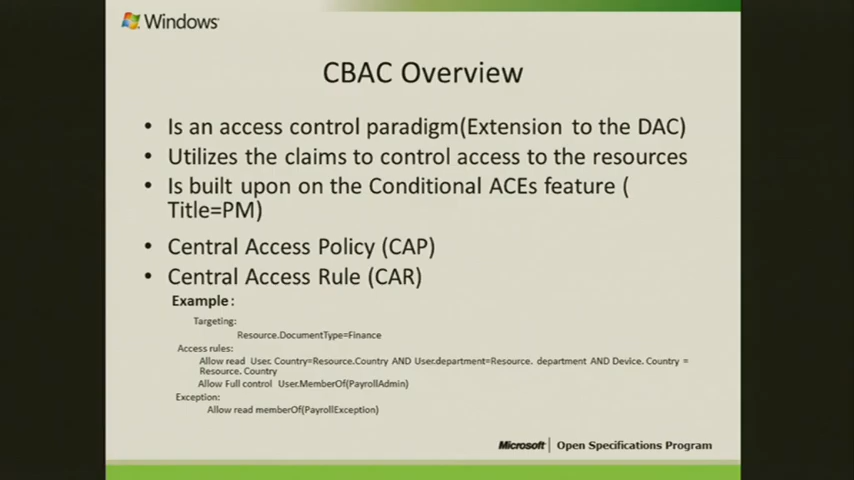 Windows
CBAC Overview
• Is an access control paradigm(Extension to the DAC)
• Utilizes the claims to control access to the resources
• Is built upon on the Conditional ACEs feature (
Title=PM)
• Central Access Policy (CAP)
• Central Access Rule (CAR)
Example:
Targeting:
Resource.DocumentType=Finance
Access rules:
Allow read User. Country=Resource.Country AND User.department=Resource. department AND Device. Country =
Resource. Country
Allow Full control User.MemberOf(PayrollAdmin)
Exception:
Allow read memberOf(PayrollException)
Microsoft | Open Specifications Program